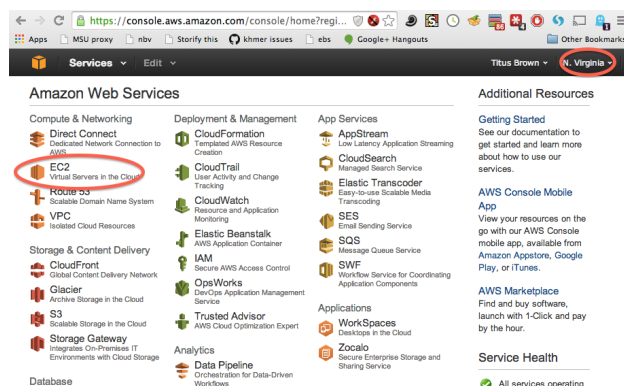 https://console.aws.amazon.com/console/home?regi...
Apps MSU proxy nbv Storify this khmer issues ebs Google+ Hangouts Other Bookmarks
Services Edit Titus Brown N. Virginia
Amazon Web Services
Compute & Networking
Direct Connect
Dedicated Network Connection to
AWS
EC2
Virtual Servers in the Cloud
Route 53
Scalable Domain Name System
VPC
Isolated Cloud Resources
Storage & Content Delivery
CloudFront
Global Content Delivery Network
Glacier
Archive Storage in the Cloud
S3
Scalable Storage in the Cloud
Storage Gateway
Integrates On-Premises IT
Environments with Cloud Storage
Database
Deployment & Management
CloudFormation
Templated AWS Resource
Creation
CloudTrail
User Activity and Change
Tracking
CloudWatch
Resource and Application
Monitoring
Elastic Beanstalk
AWS Application Container
IAM
Secure AWS Access Control
OpsWorks
DevOps Application Management
Service
Trusted Advisor
AWS Cloud Optimization Expert
Analytics
Data Pipeline
Orchestration for Data-Driven
Workflows
App Services
AppStream
Low Latency Application Streaming
CloudSearch
Managed Search Service
Elastic Transcoder
Easy-to-use Scalable Media
Transcoding
SES
Email Sending Service
SQS
Message Queue Service
SWF
Workflow Service for Coordinating
Application Components
Applications
WorkSpaces
Desktops in the Cloud
Zocalo
Secure Enterprise Storage and
Sharing Service
Additional Resources
Getting Started
See our documentation to
get started and learn more
about how to use our
services.
AWS Console Mobile
App
View your resources on the
go with our AWS Console
mobile app, available from
Amazon Appstore, Google
Play, or iTunes.
AWS Marketplace
Find and buy software,
launch with 1-Click and pay
by the hour.
Service Health
All services operating